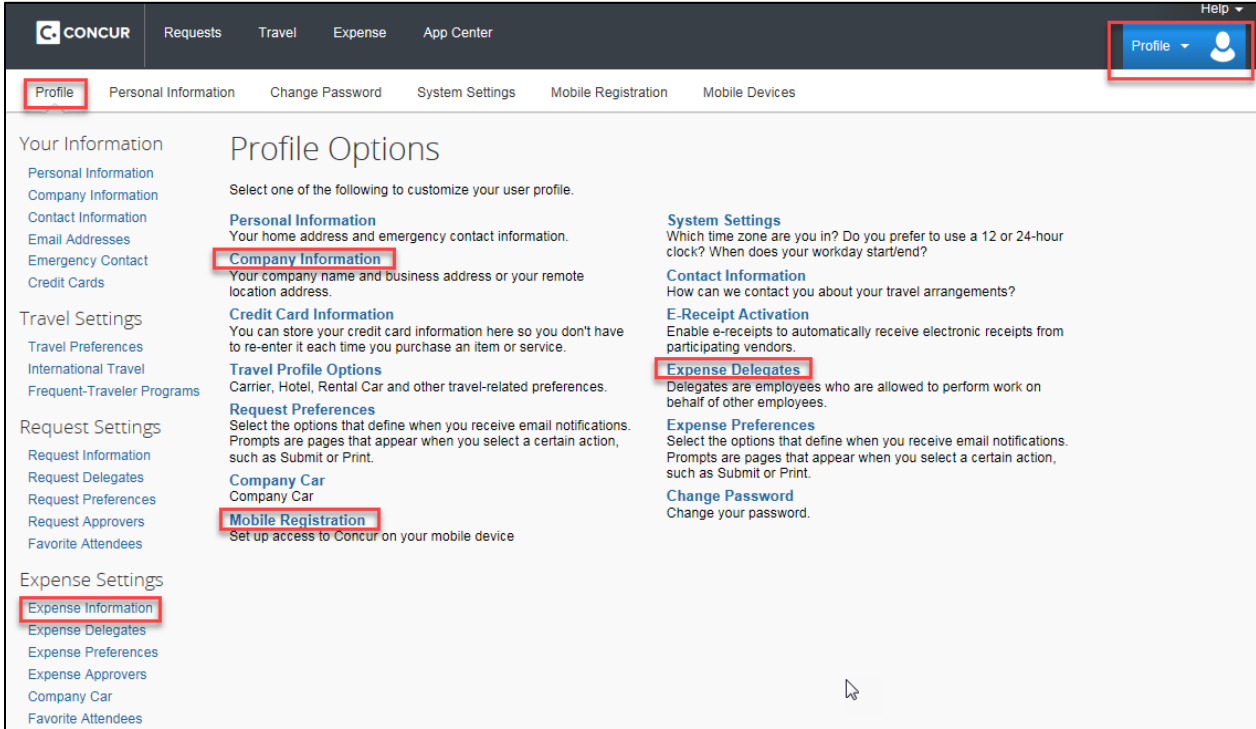 Help
CONCUR
Requests
Travel
Expense
App Center
Profile
Profile
Personal Information
Change Password
System Settings
Mobile Registration
Mobile Devices
Your Information
Personal Information
Company Information
Contact Information
Email Addresses
Emergency Contact
Credit Cards
Travel Settings
Travel Preferences
International Travel
Frequent-Traveler Programs
Request Settings
Request Information
Request Delegates
Request Preferences
Request Approvers
Favorite Attendees
Expense Settings
Expense Information
Expense Delegates
Expense Preferences
Expense Approvers
Company Car
Favorite Attendees
Profile Options
Select one of the following to customize your user profile.
Personal Information
Your home address and emergency contact information.
Company Information
Your company name and business address or your remote
location address.
Credit Card Information
You can store your credit card information here so you don't have
to re-enter it each time you purchase an item or service.
Travel Profile Options
Carrier, Hotel, Rental Car and other travel-related preferences.
Request Preferences
Select the options that define when you receive email notifications.
Prompts are pages that appear when you select a certain action,
such as Submit or Print.
Company Car
Company Car
Mobile Registration
Set up access to Concur on your mobile device
System Settings
Which time zone are you in? Do you prefer to use a 12 or 24-hour
clock? When does your workday start/end?
Contact Information
How can we contact you about your travel arrangements?
E-Receipt Activation
Enable e-receipts to automatically receive electronic receipts from
participating vendors.
Expense Delegates
Delegates are employees who are allowed to perform work on
behalf of other employees.
Expense Preferences
Select the options that define when you receive email notifications.
Prompts are pages that appear when you select a certain action,
such as Submit or Print.
Change Password
Change your password.